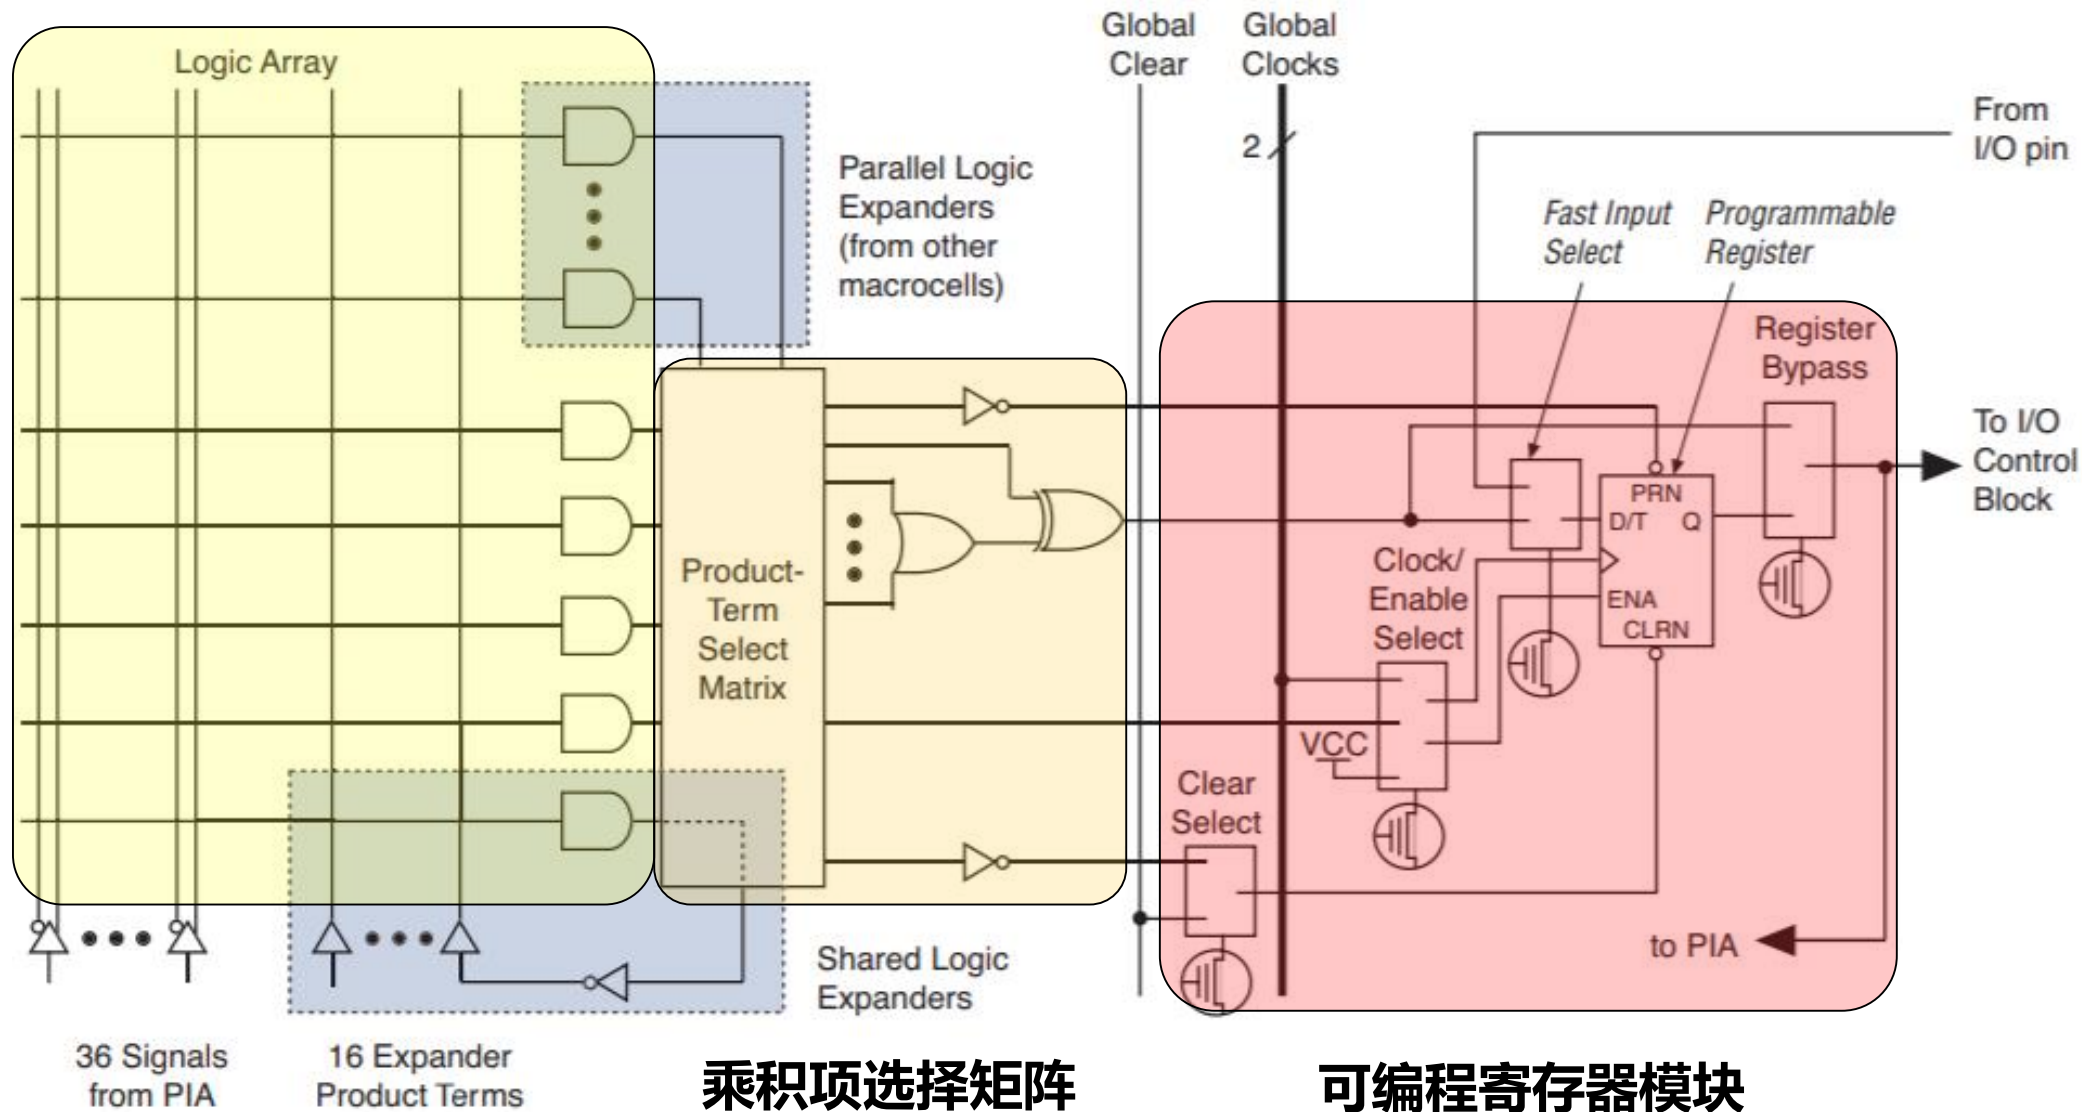 Logic Array
Global
Clear
Global
Clocks
2
From
I/O pin
Parallel Logic
Expanders
(from other
macrocells)
Fast Input
Select
Programmable
Register
Register
Bypass
To I/O
Control
Block
PRN
D/T Q
ENA
CLRN
Clock/
Enable
Select
Product-
Term
Select
Matrix
VCC
Clear
Select
to PIA
Shared Logic
Expanders
36 Signals
from PIA
16 Expander
Product Terms
乘积项选择矩阵
可编程寄存器模块